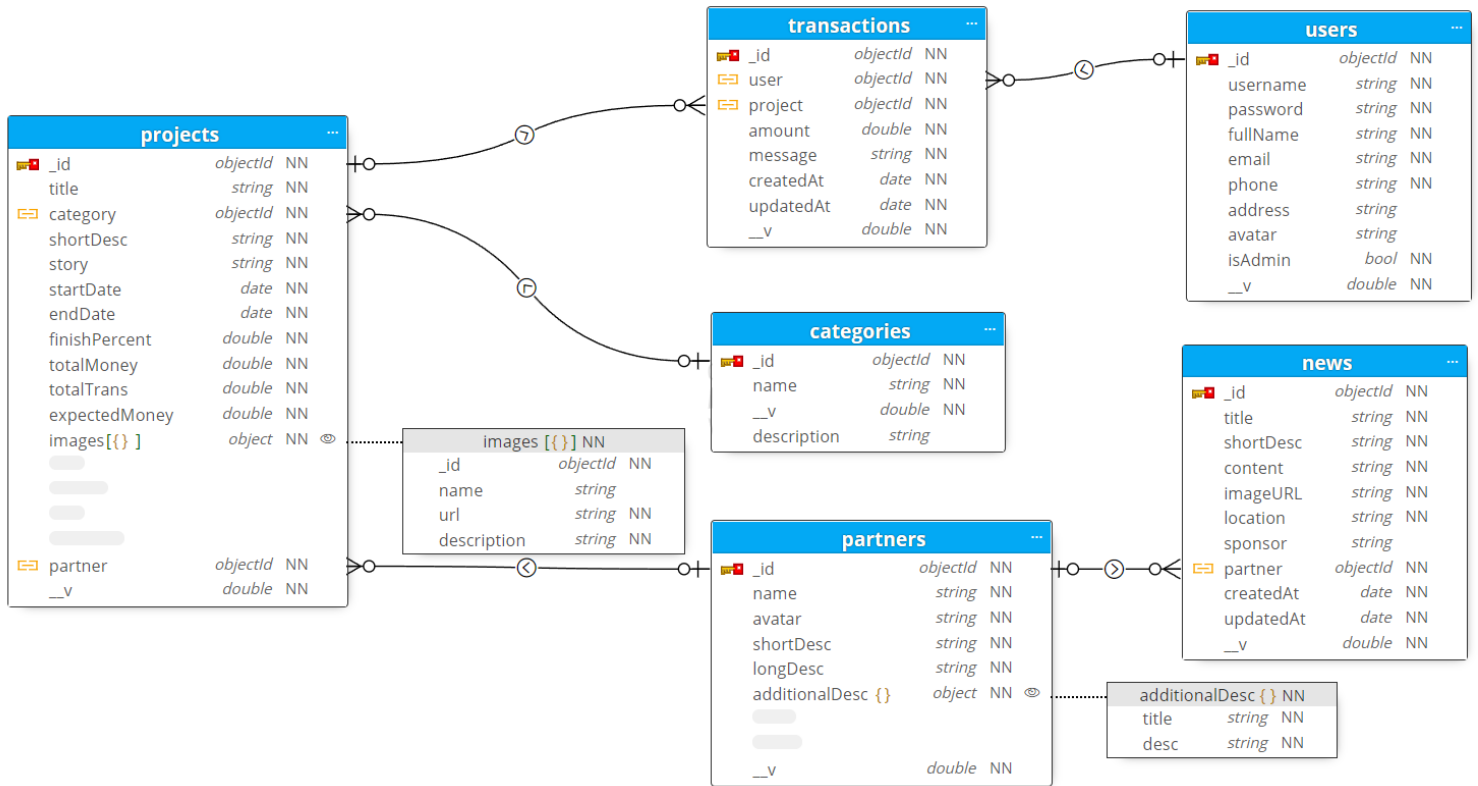 transactions ...
_id objectId NN
user objectId NN
project objectId NN
amount double NN
message string NN
createdAt date NN
updatedAt date NN
__v double NN
users ...
_id objectId NN
username string NN
password string NN
fullName string NN
email string NN
phone string NN
address string
avatar string
isAdmin bool NN
__v double NN
projects ...
_id objectId NN
title string NN
category objectId NN
shortDesc string NN
story string NN
startDate date NN
endDate date NN
finishPercent double NN
totalMoney double NN
totalTrans double NN
expectedMoney double NN
images[{} ] object NN
partner objectId NN
__v double NN
images [{}] NN
_id objectId NN
name string
url string NN
description string NN
categories ...
_id objectId NN
name string NN
__v double NN
description string
news ...
_id objectId NN
title string NN
shortDesc string NN
content string NN
imageURL string NN
location string NN
sponsor string
partner objectId NN
createdAt date NN
updatedAt date NN
__v double NN
partners ...
_id objectId NN
name string NN
avatar string NN
shortDesc string NN
longDesc string NN
additionalDesc {} object NN
__v double NN
additionalDesc {} NN
title string NN
desc string NN